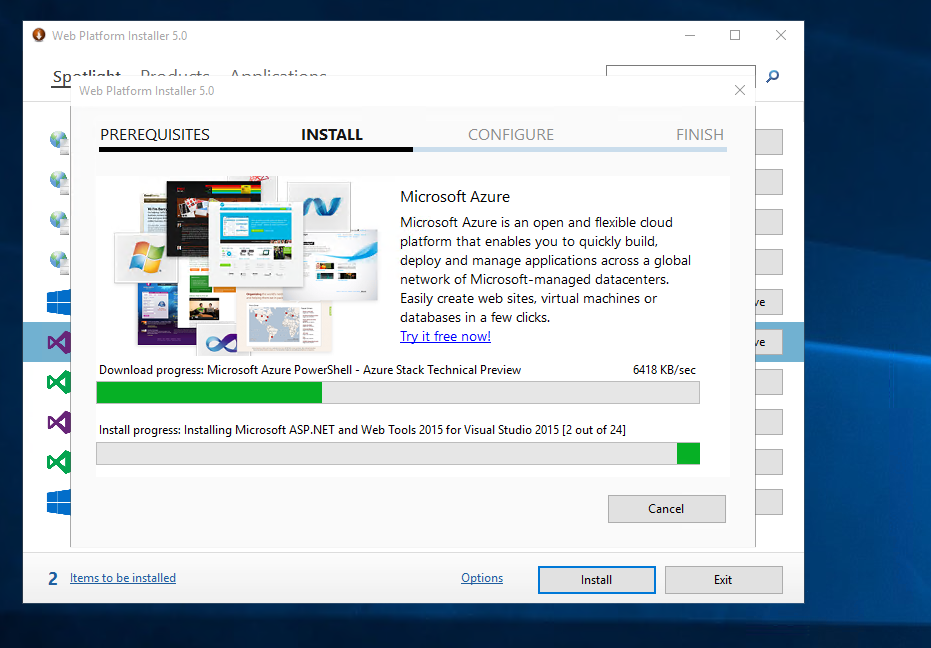 Web Platform Installer 5.0
Spotlight Products Applications
Web Platform Installer 5.0
PREREQUISITES INSTALL CONFIGURE FINISH
Microsoft Azure
Microsoft Azure is an open and flexible cloud
platform that enables you to quickly build,
deploy and manage applications across a global
network of Microsoft-managed datacenters.
Easily create web sites, virtual machines or
databases in a few clicks.
Try it free now!
ve
ve
Download progress: Microsoft Azure PowerShell - Azure Stack Technical Preview 6418 KB/sec
Install progress: Installing Microsoft ASP.NET and Web Tools 2015 for Visual Studio 2015 [2 out of 24]
Cancel
2 Items to be installed Options Install Exit